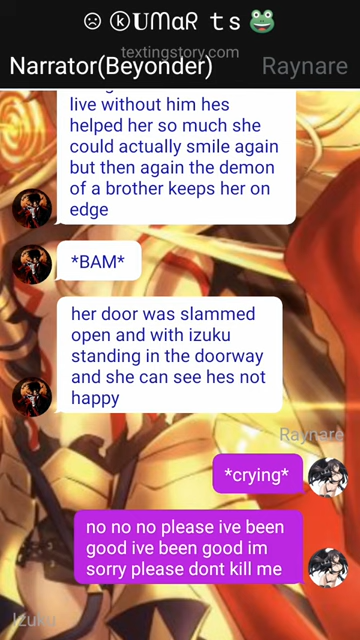 ☹ ⓚUMɑR t s 🐸
textingstory.com
Narrator(Beyonder) Raynare
live without him hes
helped her so much she
could actually smile again
but then again the demon
of a brother keeps her on
edge
*BAM*
her door was slammed
open and with izuku
standing in the doorway
and she can see hes not
happy
Raynare
*crying*
no no no please ive been
good ive been good im
sorry please dont kill me
Izuku